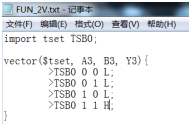 FUN_2V.txt - 记事本
文件(F) 编辑(E) 格式(O) 查看(V) 帮助(H)
import tset TSB0;
vector($tset, A3, B3, Y3){
>TSB0 0 0 L;
>TSB0 0 1 L;
>TSB0 1 0 L;
>TSB0 1 1 H;
}